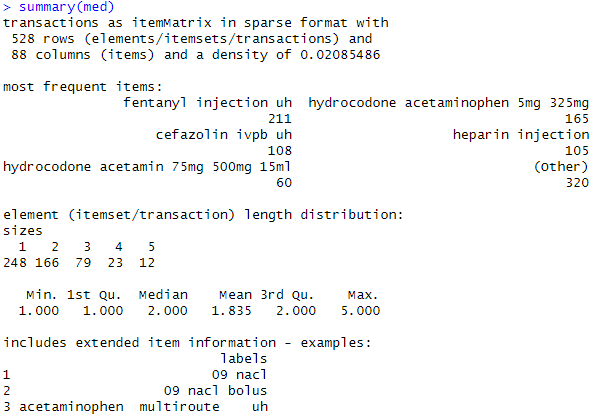 > summary(med)
transactions as itemMatrix in sparse format with
 528 rows (elements/itemsets/transactions) and
 88 columns (items) and a density of 0.02085486

most frequent items:
                fentanyl injection uh  hydrocodone acetaminophen 5mg 325mg
                                  211                                  165
                    cefazolin ivpb uh                    heparin injection
                                  108                                  105
hydrocodone acetamin 75mg 500mg 15ml                              (Other)
                                   60                                  320

element (itemset/transaction) length distribution:
sizes
  1   2   3   4   5
248 166  79  23  12

   Min. 1st Qu.  Median    Mean 3rd Qu.    Max.
  1.000   1.000   2.000   1.835   2.000   5.000

includes extended item information - examples:
                           labels
1                         09 nacl
2                   09 nacl bolus
3 acetaminophen  multiroute    uh